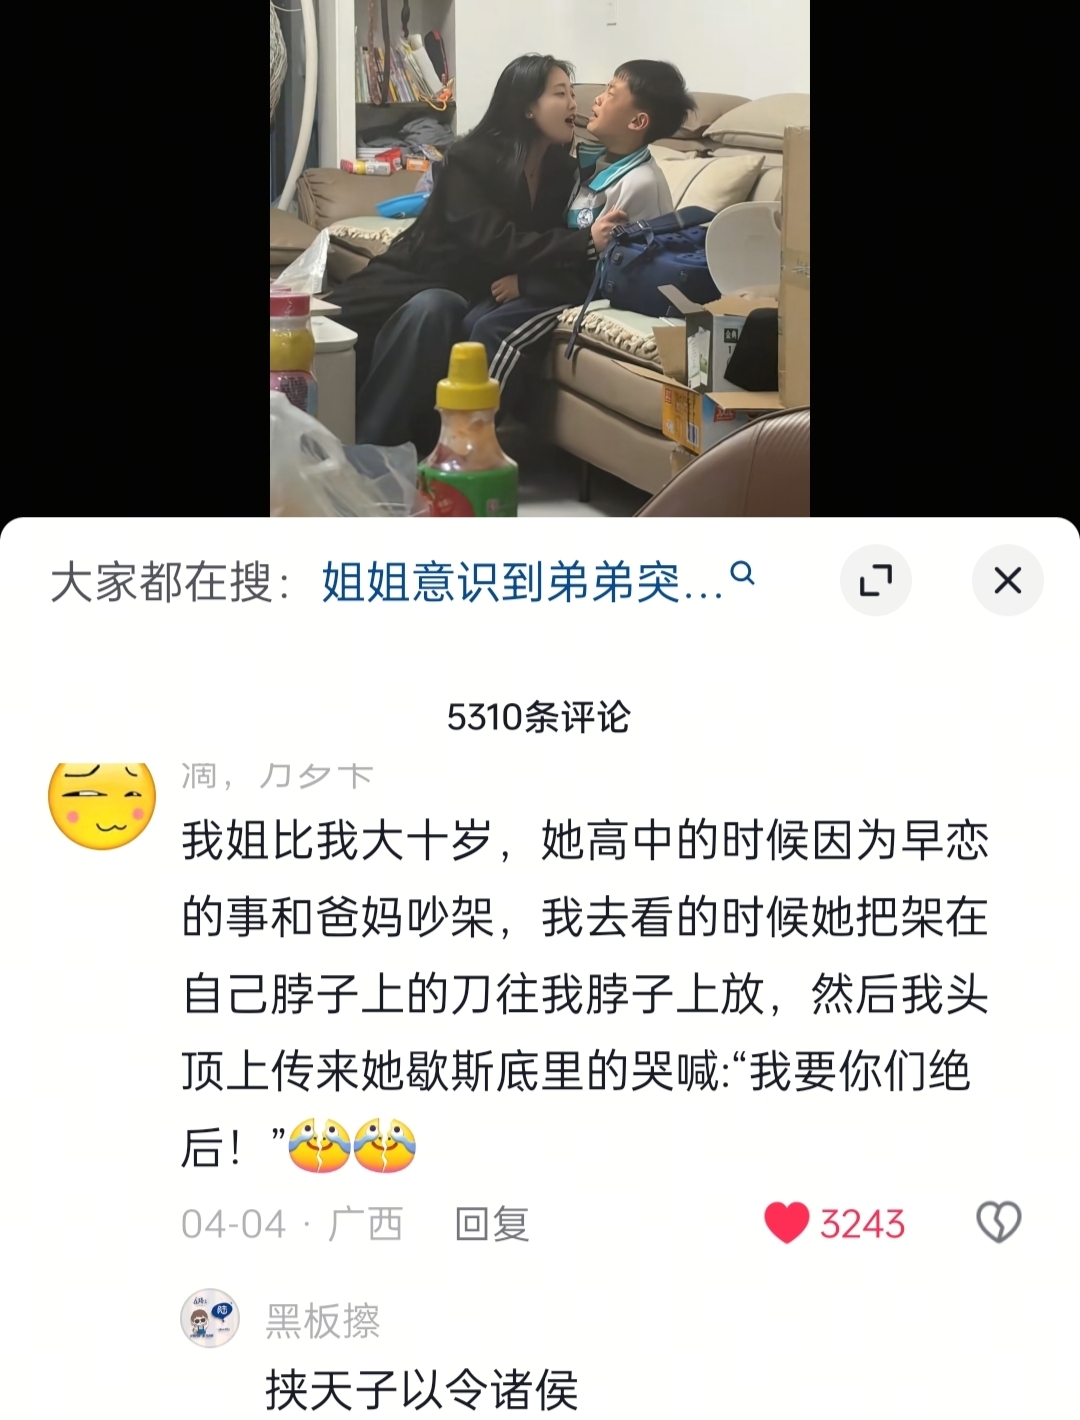 大家都在搜：姐姐意识到弟弟突...
5310条评论
我姐比我大十岁，她高中的时候因为早恋
的事和爸妈吵架，我去看的时候她把架在
自己脖子上的刀往我脖子上放，然后我头
顶上传来她歇斯底里的哭喊:“我要你们绝
后！”
04-04 · 广西 回复 3243
黑板擦
挟天子以令诸侯